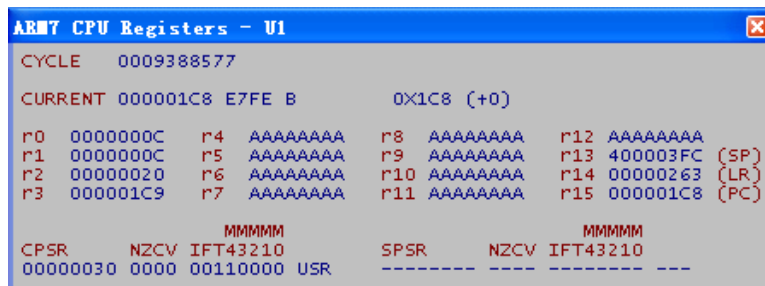 ARM7 CPU Registers - U1
CYCLE 0009388577
CURRENT 000001C8 E7FE B 0X1C8 (+0)
r0 0000000C r4 AAAAAAAA r8 AAAAAAAA r12 AAAAAAAA
r1 0000000C r5 AAAAAAAA r9 AAAAAAAA r13 400003FC (SP)
r2 00000020 r6 AAAAAAAA r10 AAAAAAAA r14 00000263 (LR)
r3 000001C9 r7 AAAAAAAA r11 AAAAAAAA r15 000001C8 (PC)
MMMMM MMMMM
CPSR NZCV IFT43210 SPSR NZCV IFT43210
00000030 0000 00110000 USR -------- ---- -------- ---